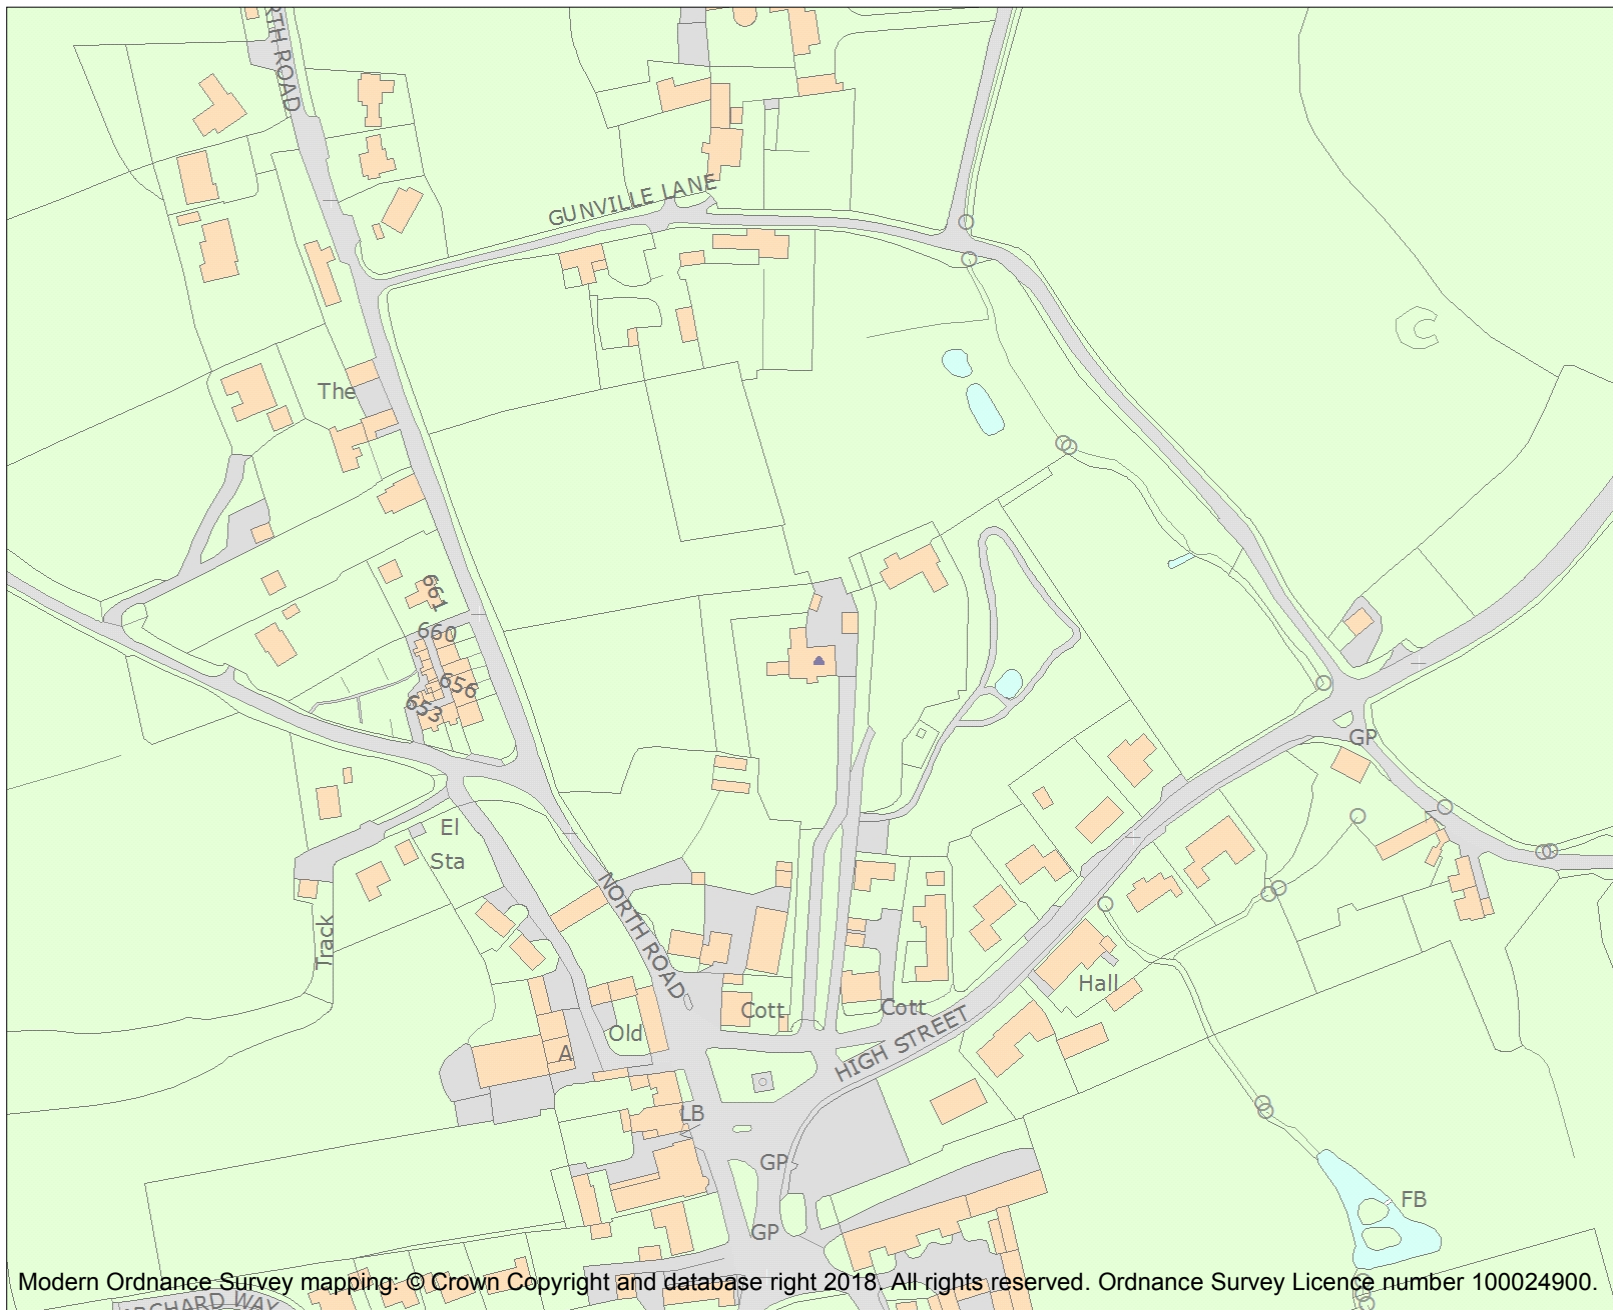 RTH ROAD
GUNVILLE LANE
The
661
660
656
653
GP
El
Sta
NORTH ROAD
Track
Hall
Cott
Cott
Old
HIGH STREET
A
LB
GP
FB
GP
Modern Ordnance Survey mapping: © Crown Copyright and database right 2018. All rights reserved. Ordnance Survey Licence number 100024900.
RCHARD WAY